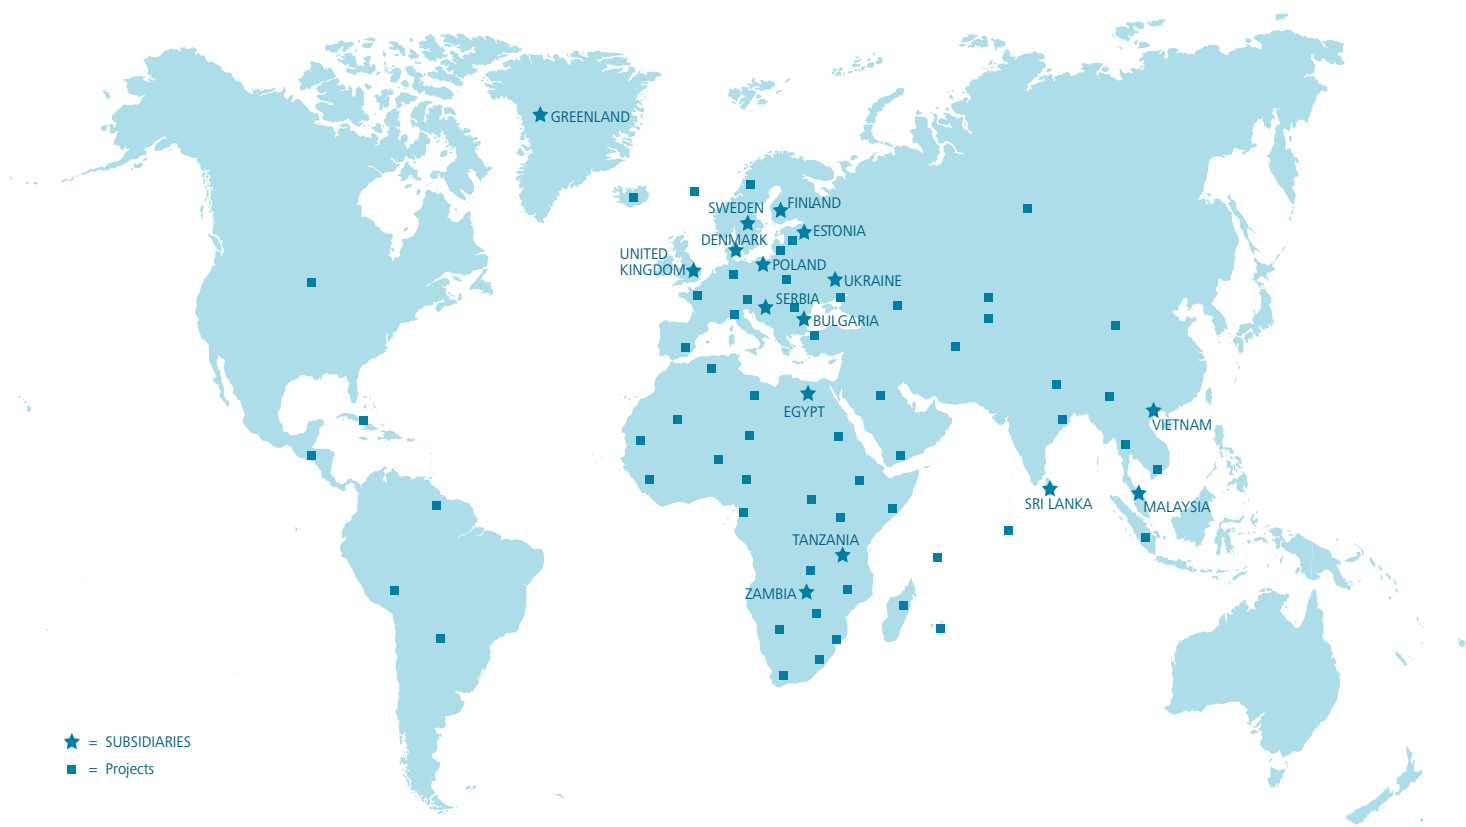 GREENLAND
SWEDEN
FINLAND
ESTONIA
DENMARK
UNITED
KINGDOM
POLAND
UKRAINE
SERBIA
BULGARIA
EGYPT
VIETNAM
SRI LANKA
MALAYSIA
TANZANIA
ZAMBIA
= SUBSIDIARIES
= Projects